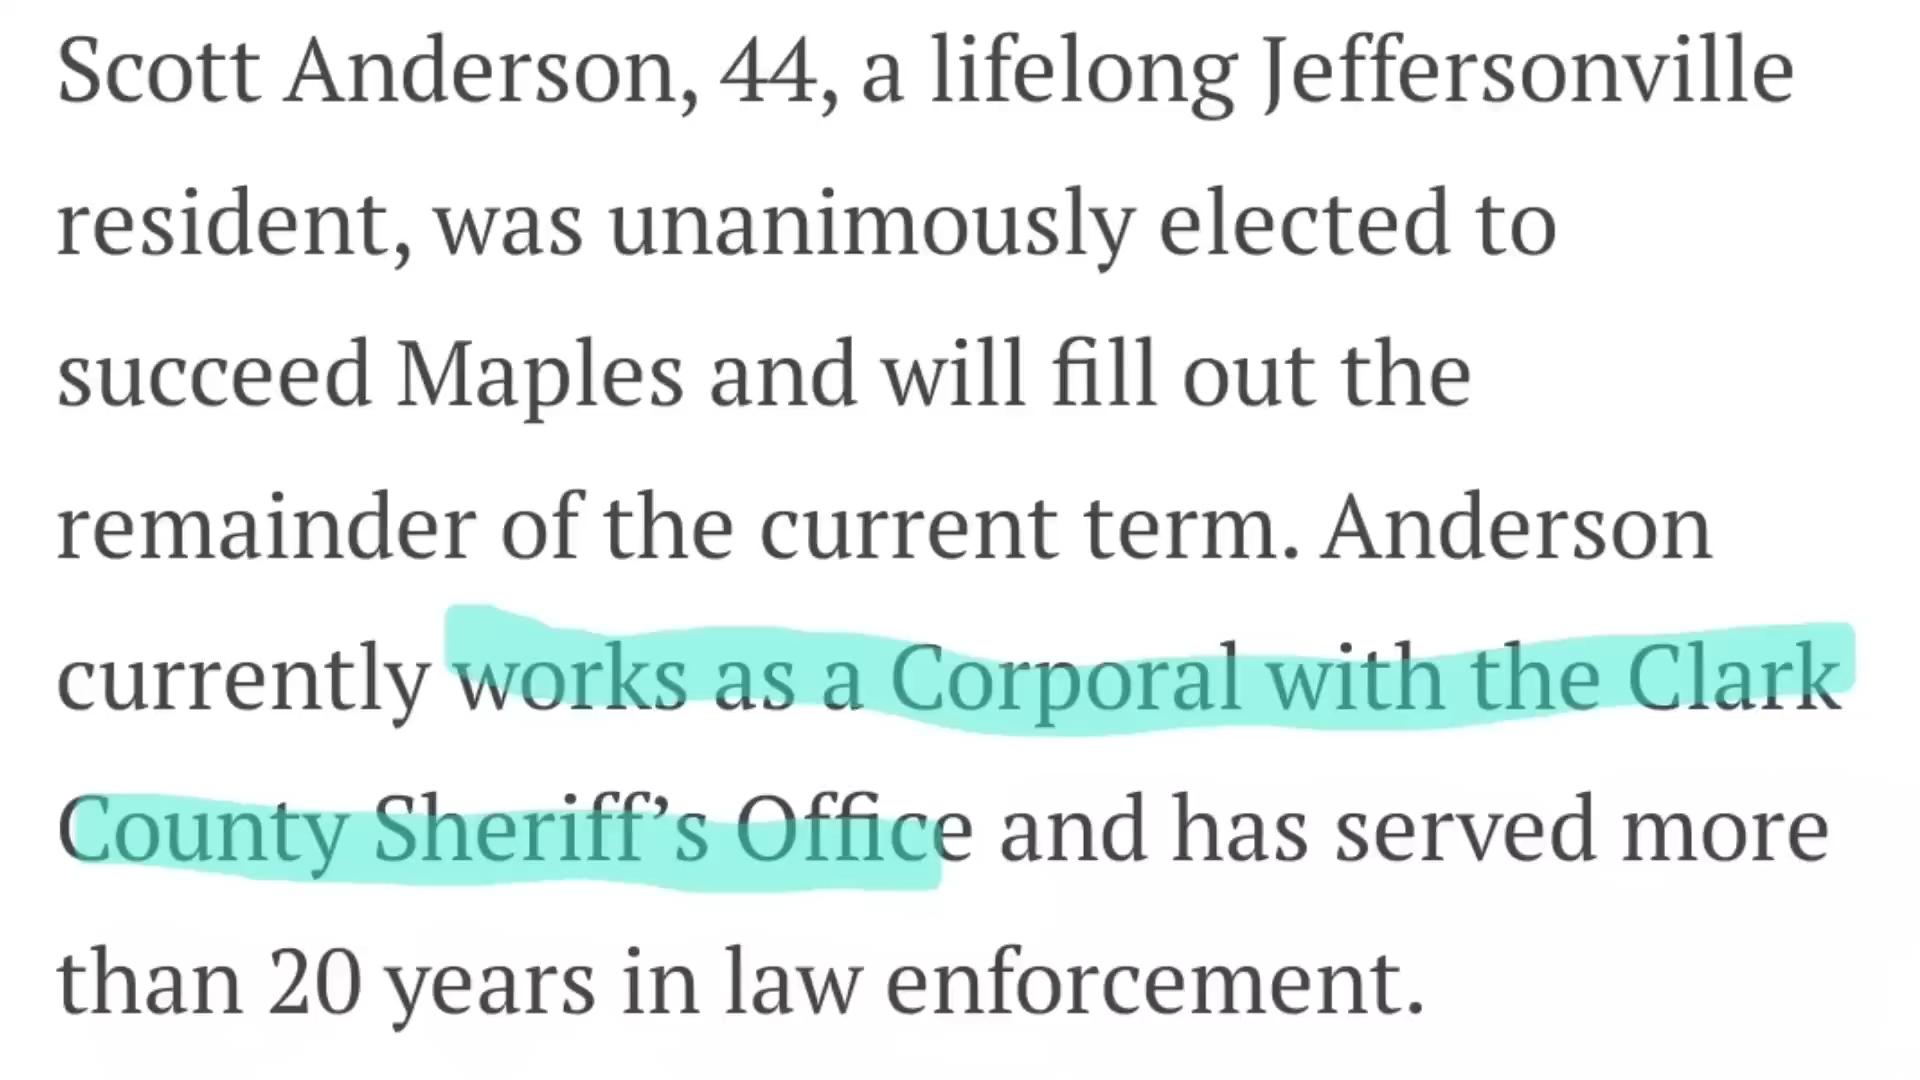 Scott Anderson, 44, a lifelong Jeffersonville
resident, was unanimously elected to
succeed Maples and will fill out the
remainder of the current term. Anderson
currently works as a Corporal with the Clark
County Sheriff’s Office and has served more
than 20 years in law enforcement.